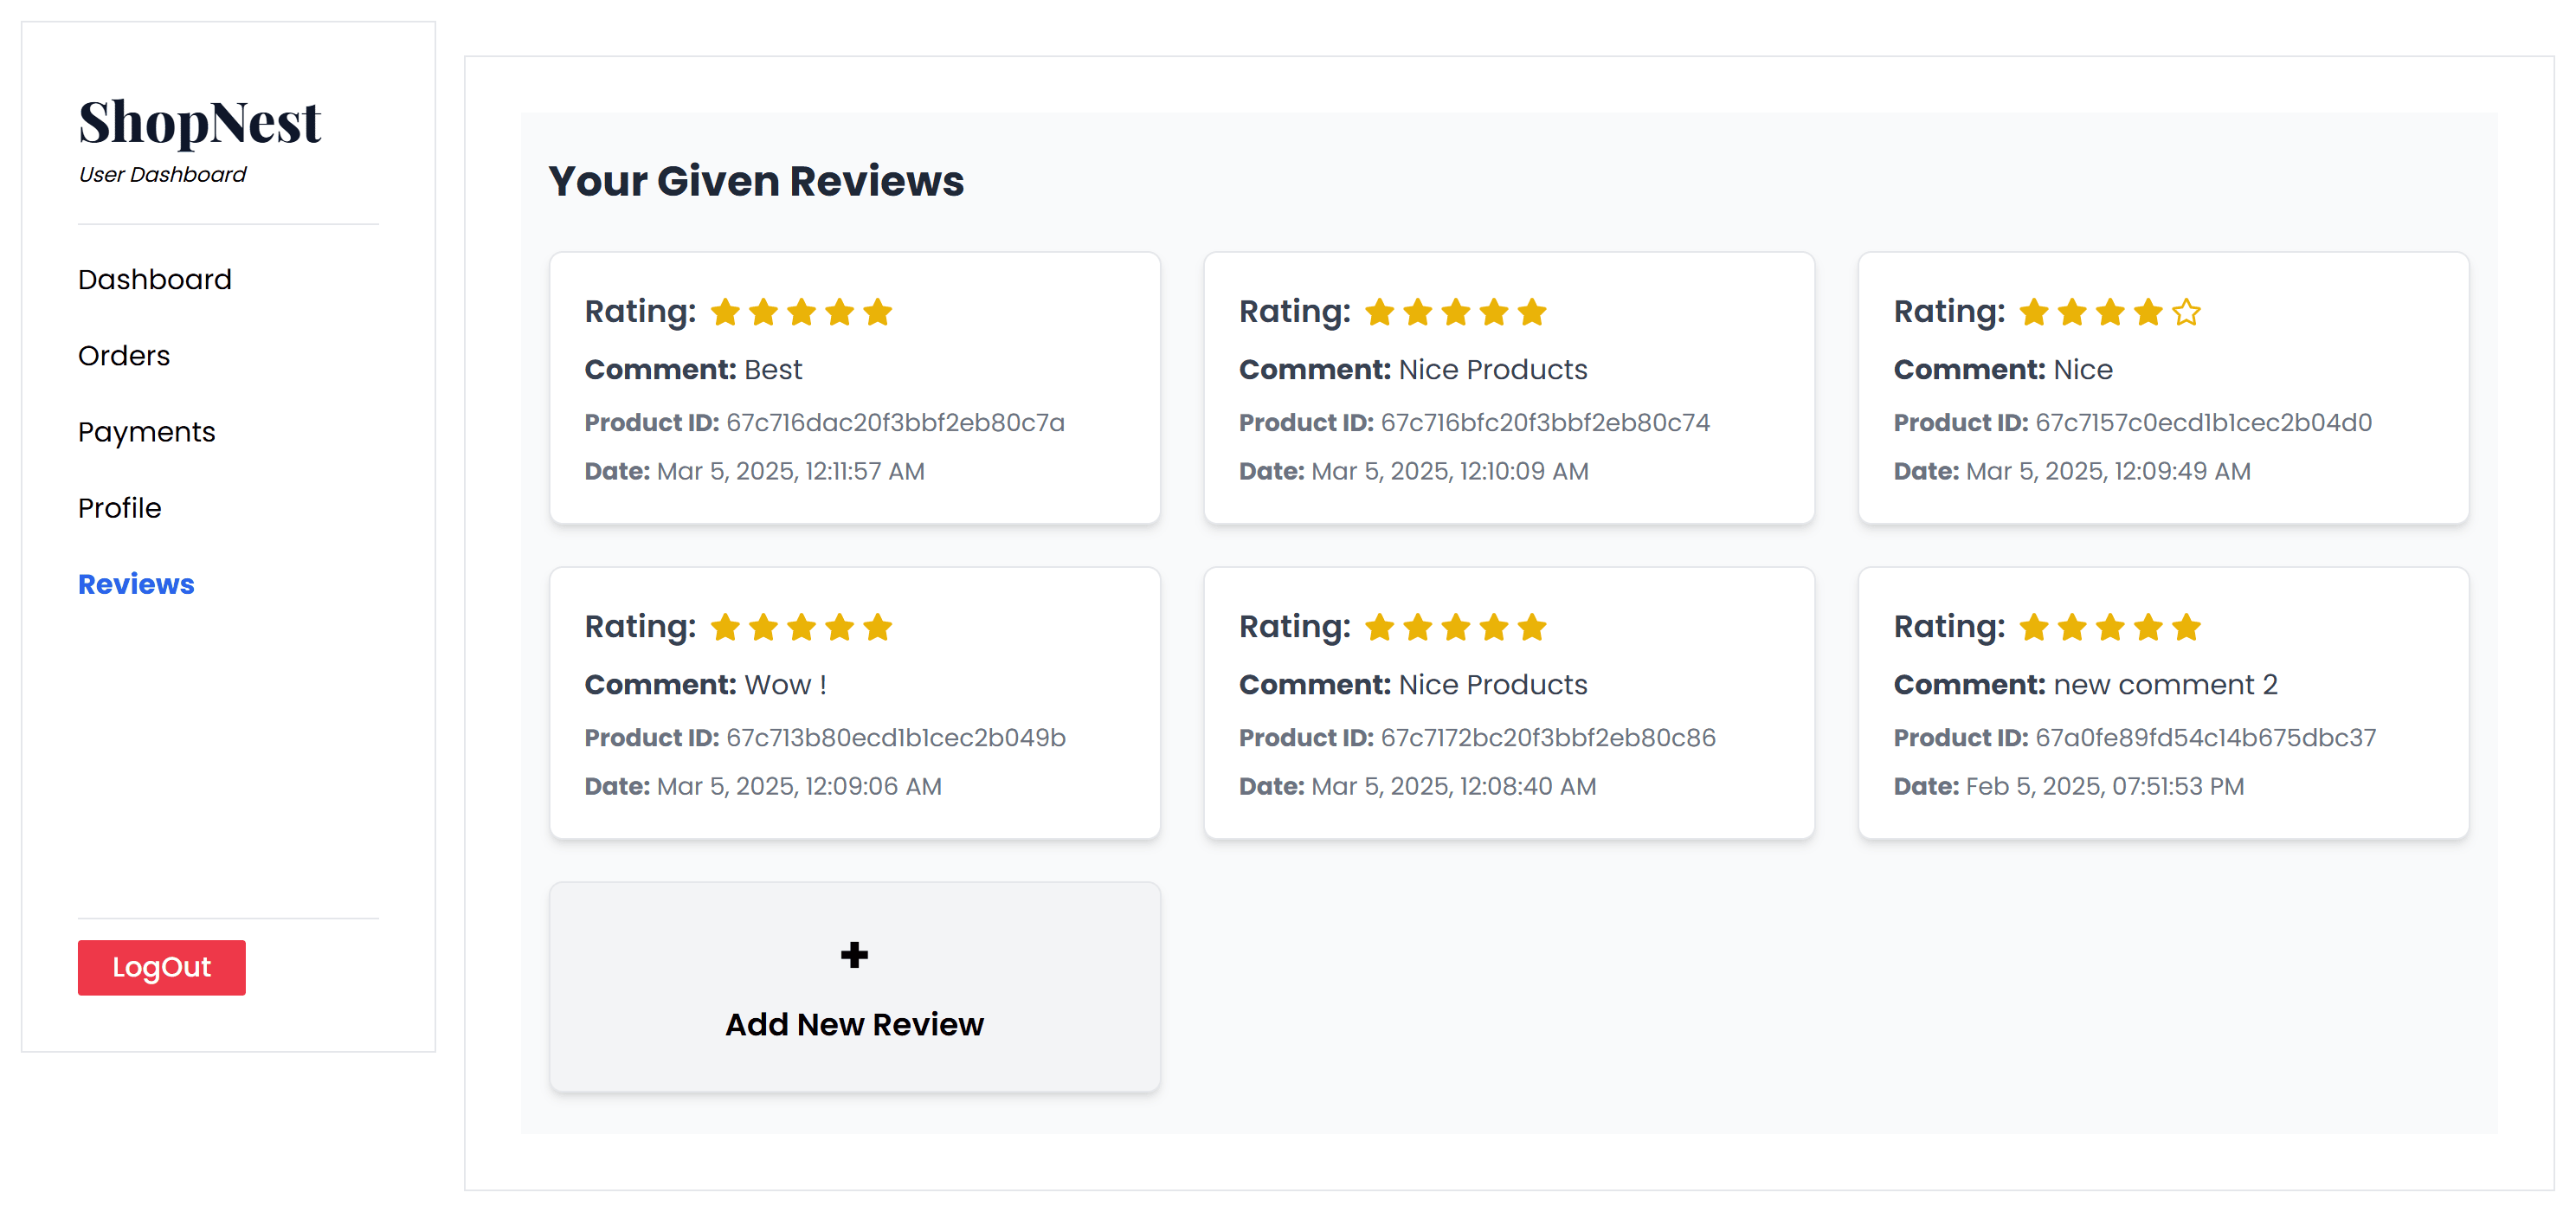 ShopNest
User Dashboard
Dashboard
Orders
Payments
Profile
Reviews
LogOut
Your Given Reviews
Rating:
Comment: Best
Product ID: 67c716dac20f3bbf2eb80c7a
Date: Mar 5, 2025, 12:11:57 AM
Rating:
Comment: Nice Products
Product ID: 67c716bfc20f3bbf2eb80c74
Date: Mar 5, 2025, 12:10:09 AM
Rating:
Comment: Nice
Product ID: 67c7157c0ecd1b1cec2b04d0
Date: Mar 5, 2025, 12:09:49 AM
Rating:
Comment: Wow !
Product ID: 67c713b80ecd1b1cec2b049b
Date: Mar 5, 2025, 12:09:06 AM
Rating:
Comment: Nice Products
Product ID: 67c7172bc20f3bbf2eb80c86
Date: Mar 5, 2025, 12:08:40 AM
Rating:
Comment: new comment 2
Product ID: 67a0fe89fd54c14b675dbc37
Date: Feb 5, 2025, 07:51:53 PM
Add New Review